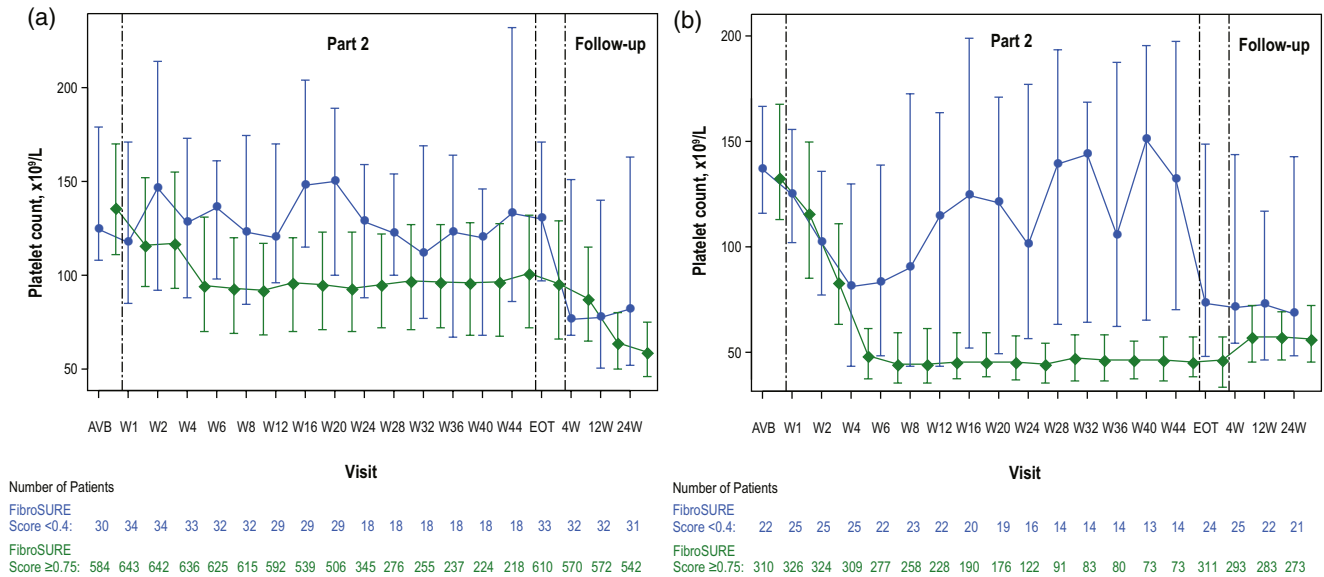 (a)
Part 2
Follow-up
Platelet count, x10⁹/L
200
150
100
50
AVB W1 W2 W4 W6 W8 W12 W16 W20 W24 W28 W32 W36 W40 W44 EOT 4W 12W 24W
Visit
Number of Patients
FibroSURE
Score <0.4: 30 34 34 33 32 32 29 29 29 18 18 18 18 18 18 33 32 32 31
FibroSURE
Score ≥0.75: 584 643 642 636 625 615 592 539 506 345 276 255 237 224 218 610 570 572 542
(b)
Part 2
Follow-up
Platelet count, x10⁹/L
200
150
100
50
AVB W1 W2 W4 W6 W8 W12 W16 W20 W24 W28 W32 W36 W40 W44 EOT 4W 12W 24W
Visit
Number of Patients
FibroSURE
Score <0.4: 22 25 25 25 22 23 22 20 19 16 14 14 14 13 14 24 25 22 21
FibroSURE
Score ≥0.75: 310 326 324 309 277 258 228 190 176 122 91 83 80 73 73 311 293 283 273